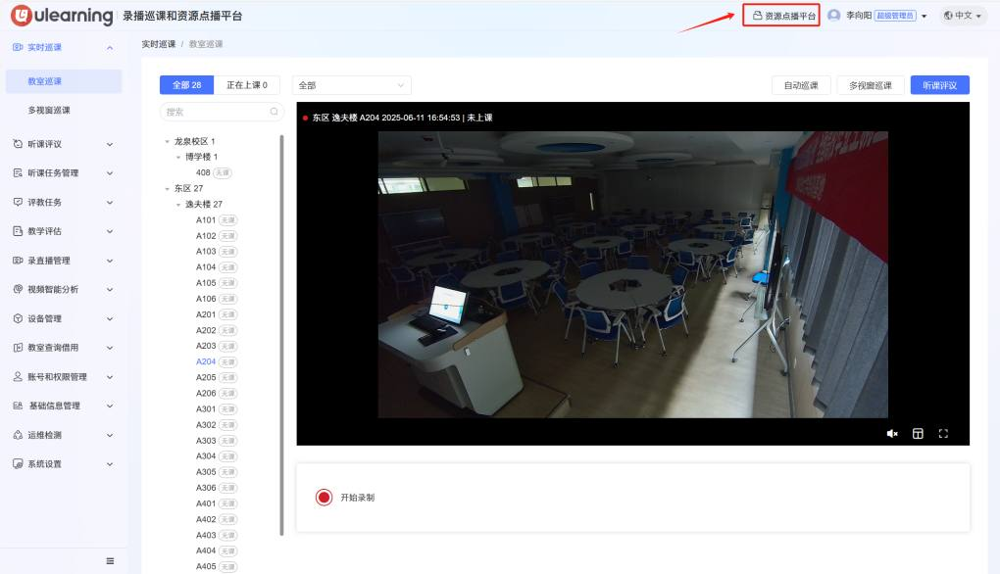 ulearning 录播巡课和资源点播平台
资源点播平台
李向阳 超级管理员
中文
实时巡课
教室巡课
多视窗巡课
听课评议
听课任务管理
评教任务
教学评估
录直播管理
视频智能分析
设备管理
教室查询借用
账号和权限管理
基础信息管理
运维检测
系统设置
实时巡课 / 教室巡课
全部 28
正在上课 0
全部
自动巡课
多视窗巡课
听课评议
搜索
龙泉校区 1
博学楼 1
408 无课
东区 27
逸夫楼 27
A101 无课
A102 无课
A103 无课
A104 无课
A105 无课
A106 无课
A201 无课
A202 无课
A203 无课
A204 无课
A205 无课
A206 无课
A301 无课
A302 无课
A303 无课
A304 无课
A305 无课
A306 无课
A401 无课
A402 无课
A403 无课
A404 无课
A405 无课
东区 逸夫楼 A204 2025-06-11 16:54:53 | 未上课
开始录制